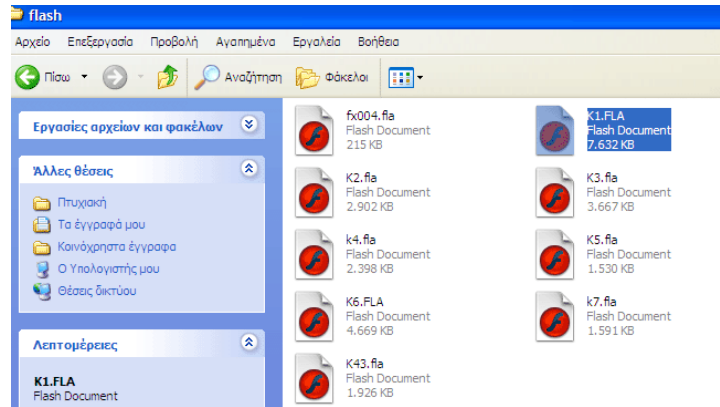 flash
Αρχείο Επεξεργασία Προβολή Αγαπημένα Εργαλεία Βοήθεια
Πίσω Αναζήτηση Φάκελοι
Εργασίες αρχείων και φακέλων
Άλλες θέσεις
Πτυχιακή
Τα έγγραφά μου
Κοινόχρηστα έγγραφα
Ο Υπολογιστής μου
Θέσεις δικτύου
Λεπτομέρειες
K1.FLA
Flash Document
fx004.fla
Flash Document
215 KB
K1.FLA
Flash Document
7.632 KB
K2.fla
Flash Document
2.902 KB
K3.fla
Flash Document
3.667 KB
k4.fla
Flash Document
2.398 KB
K5.fla
Flash Document
1.530 KB
K6.FLA
Flash Document
4.669 KB
k7.fla
Flash Document
1.591 KB
K43.fla
Flash Document
1.926 KB